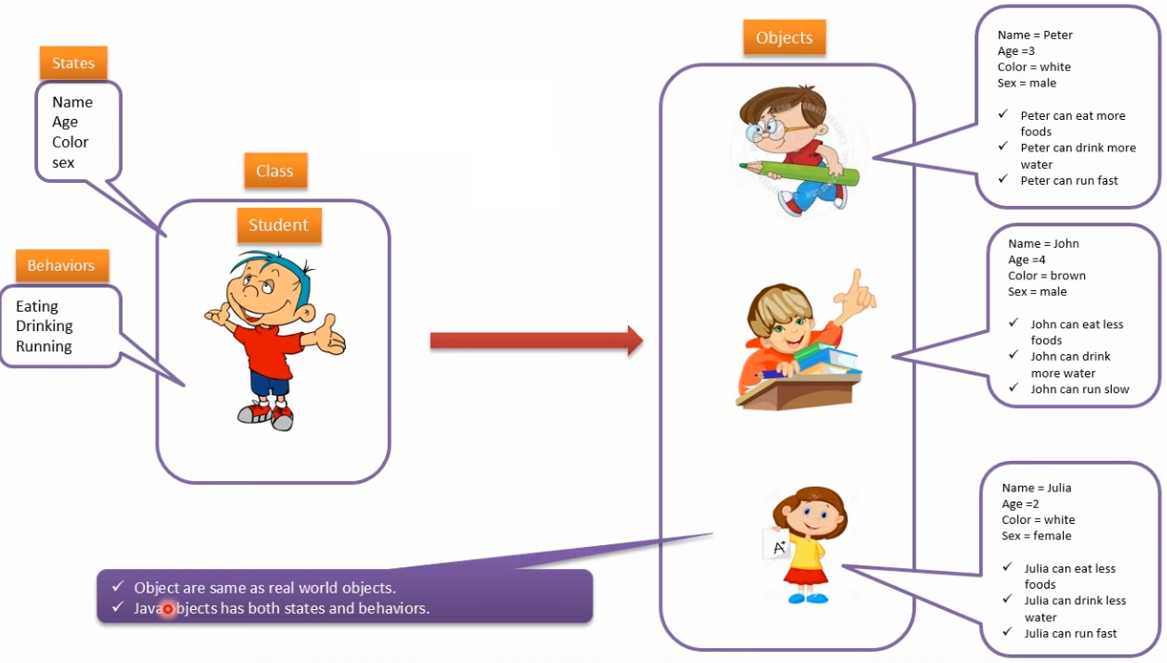 States
Name
Age
Color
sex
Behaviors
Eating
Drinking
Running
Class
Student
Objects
Name = Peter
Age =3
Color = white
Sex = male
✓ Peter can eat more
foods
✓ Peter can drink more
water
✓ Peter can run fast
Name = John
Age =4
Color = brown
Sex = male
✓ John can eat less
foods
✓ John can drink
more water
✓ John can run slow
A+
Name = Julia
Age =2
Color = white
Sex = female
✓ Julia can eat less
foods
✓ Julia can drink less
water
✓ Julia can run fast
✓ Object are same as real world objects.
✓ Java objects has both states and behaviors.